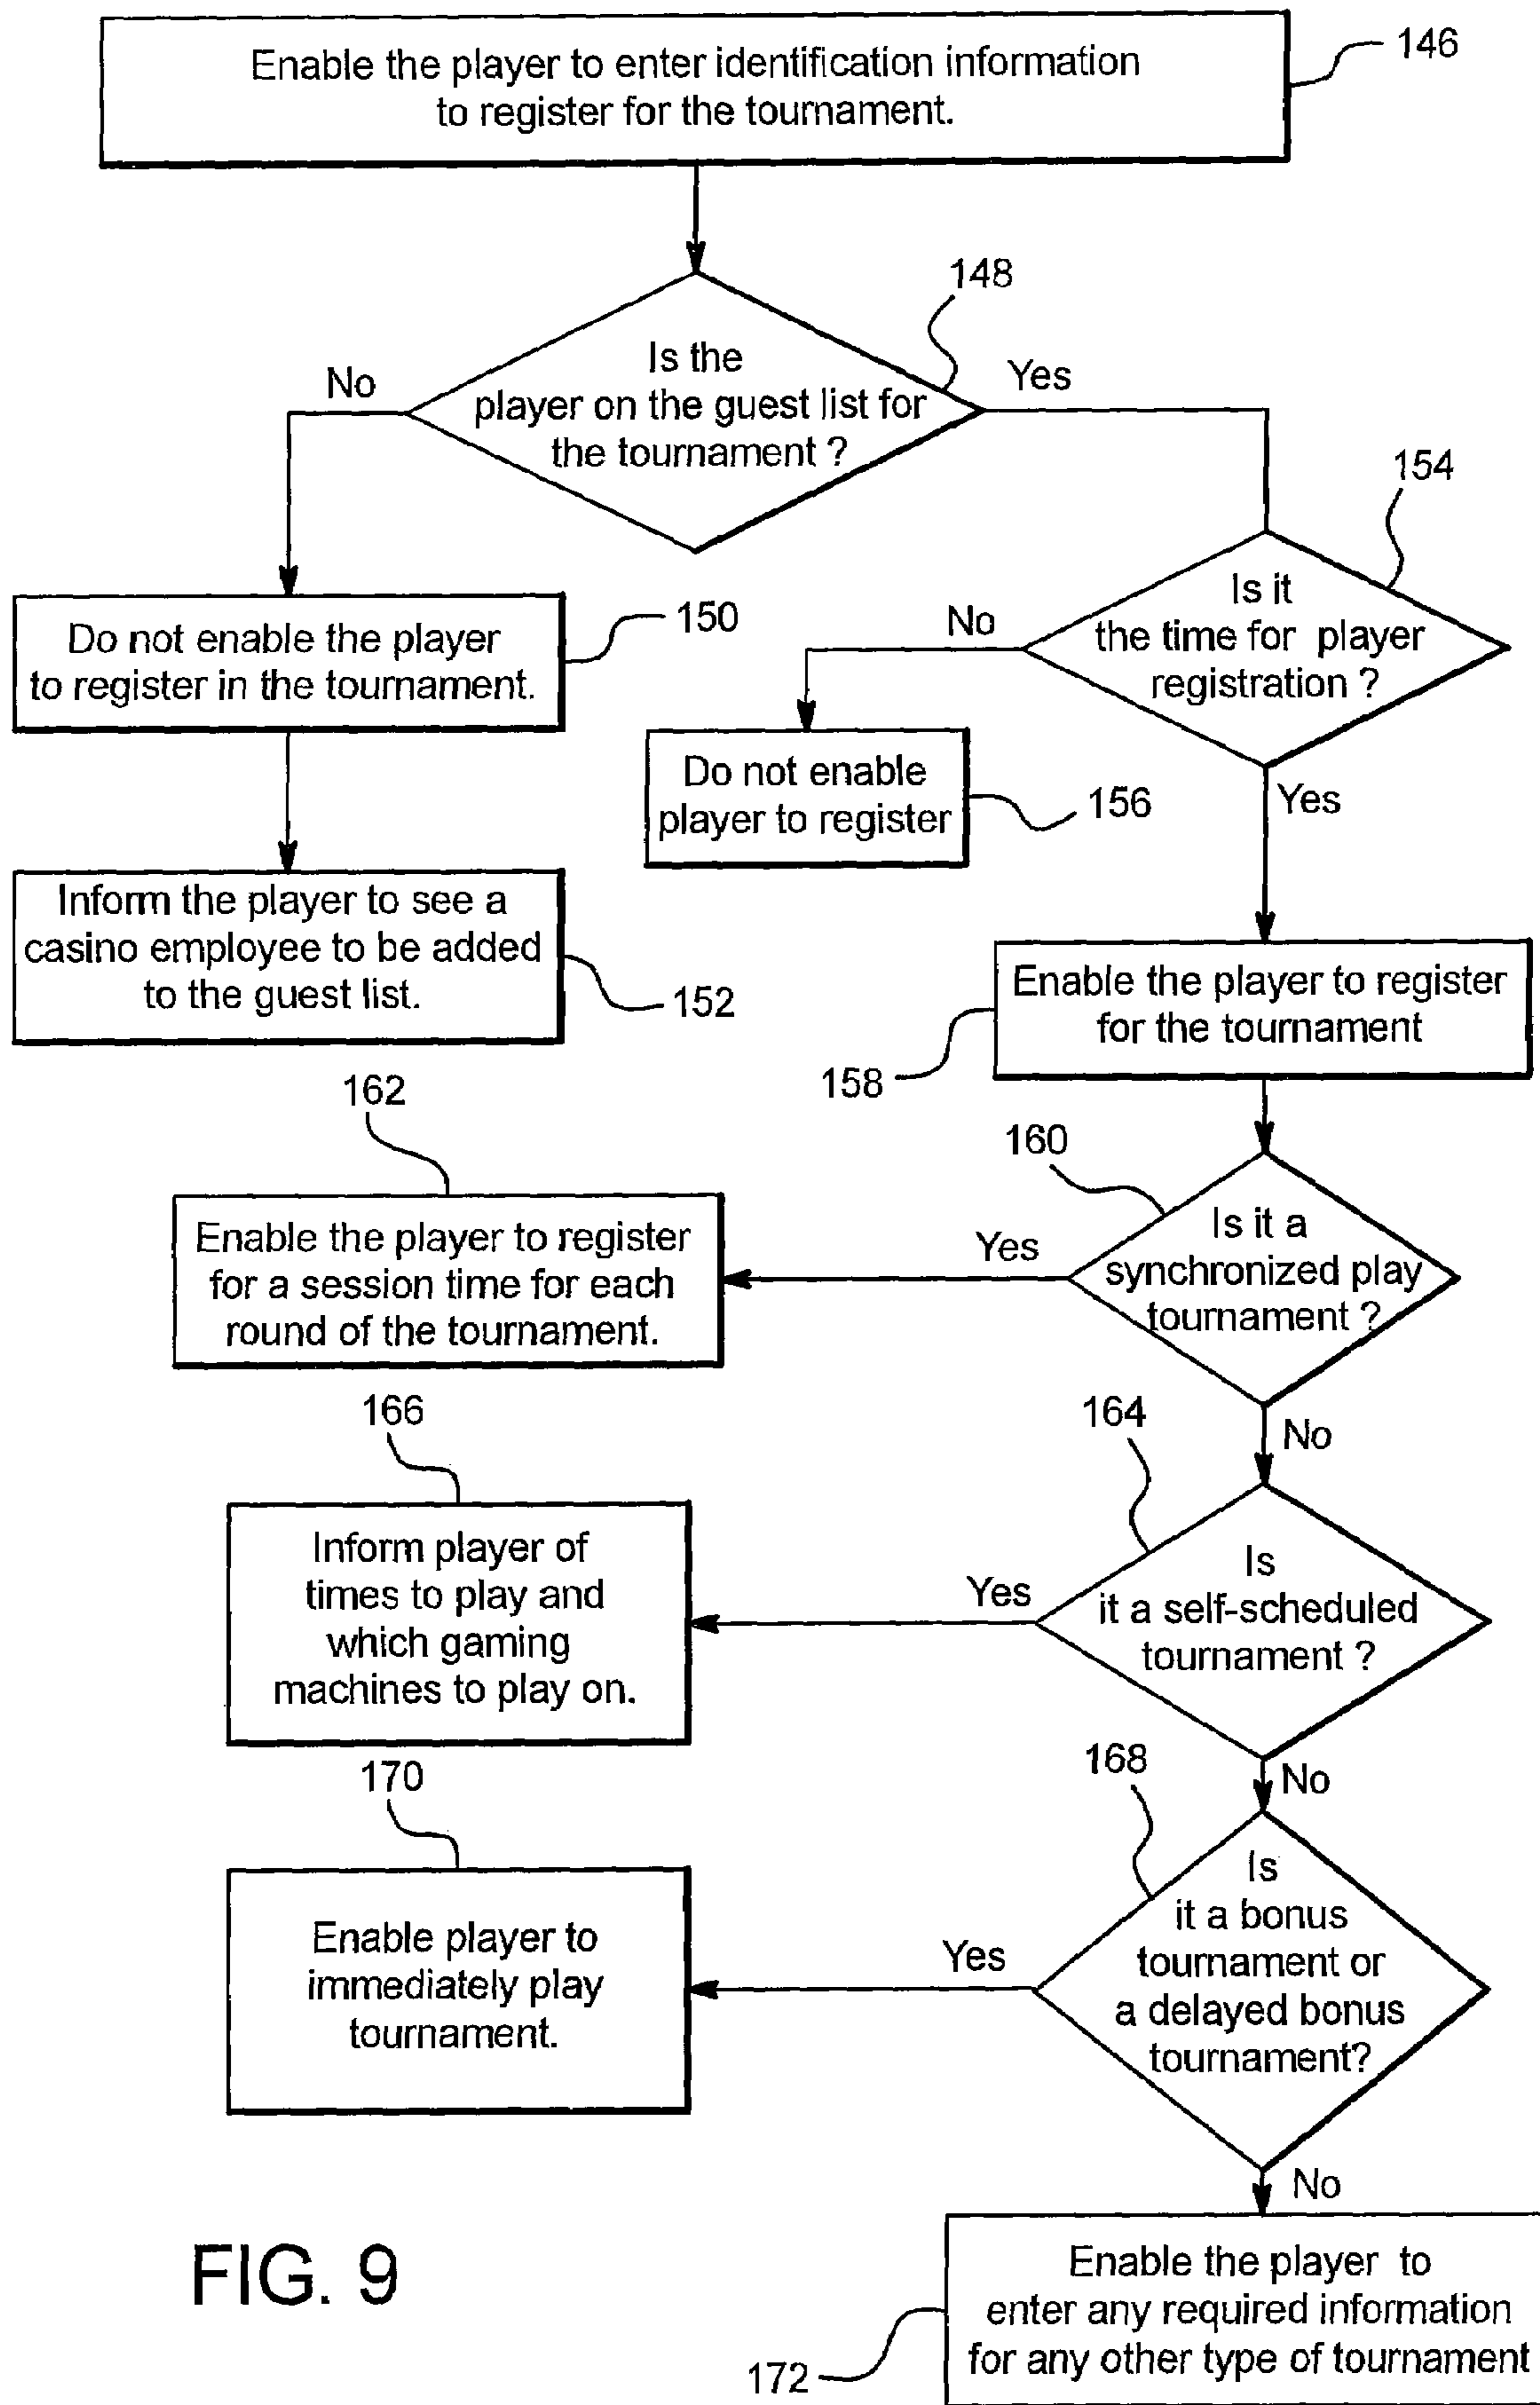 Enable the player to enter identification information
to register for the tournament.
146
148
Is the
player on the guest list for
the tournament ?
No
Yes
154
Is it
the time for player
registration ?
No
Yes
Do not enable the player
to register in the tournament.
150
Do not enable
player to register
156
Inform the player to see a
casino employee to be added
to the guest list.
152
Enable the player to register
for the tournament
158
160
Is it a
synchronized play
tournament ?
Yes
No
162
Enable the player to register
for a session time for each
round of the tournament.
164
Is
it a self-scheduled
tournament ?
Yes
No
166
Inform player of
times to play and
which gaming
machines to play on.
168
Is
it a bonus
tournament or
a delayed bonus
tournament?
Yes
No
170
Enable player to
immediately play
tournament.
Enable the player to
enter any required information
for any other type of tournament
172
FIG. 9